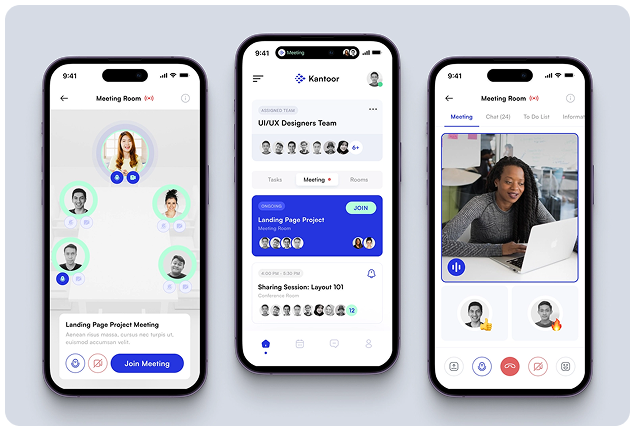 9:41
Meeting Room
Landing Page Project Meeting
Aenean risus massa, cursus nec turpis ut,
euismod accumsan velit.
Join Meeting
9:41
Meeting
Kantoor
ASSIGNED TEAM
UI/UX Designers Team
6+
Tasks
Meeting
Rooms
ONGOING
JOIN
Landing Page Project
Meeting Room
8:00 PM - 8:30 PM
Sharing Session: Layout 101
Conference Room
12
9:41
Meeting Room
Meeting
Chat (24)
To Do List
Informat